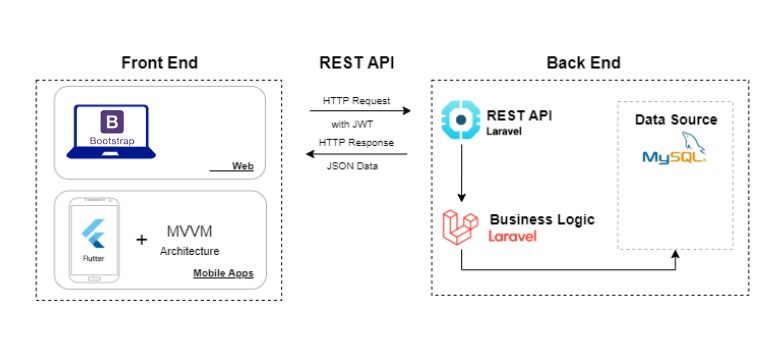 Front End
REST API
Back End
B
Bootstrap
Web
Flutter
+
MVVM
Architecture
Mobile Apps
HTTP Request
with JWT
HTTP Response
JSON Data
REST API
Laravel
Business Logic
Laravel
Data Source
MySQL